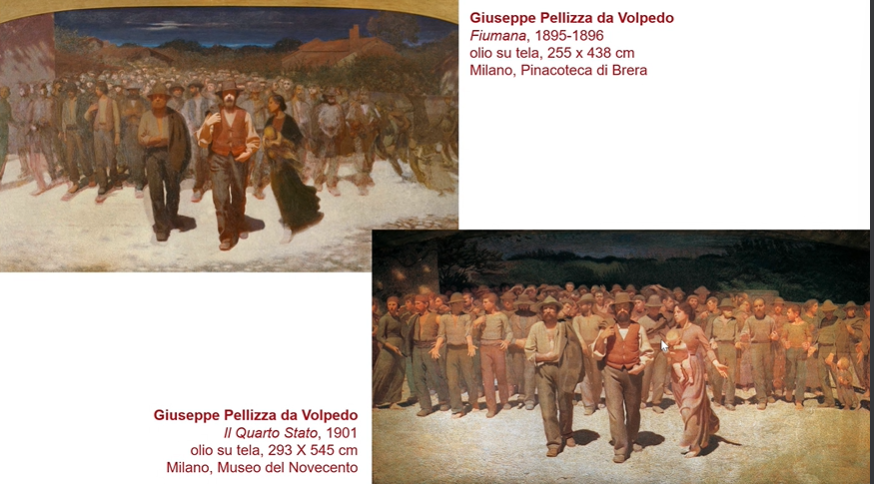 Giuseppe Pellizza da Volpedo
Fiumana, 1895-1896
olio su tela, 255 x 438 cm
Milano, Pinacoteca di Brera
Giuseppe Pellizza da Volpedo
Il Quarto Stato, 1901
olio su tela, 293 X 545 cm
Milano, Museo del Novecento